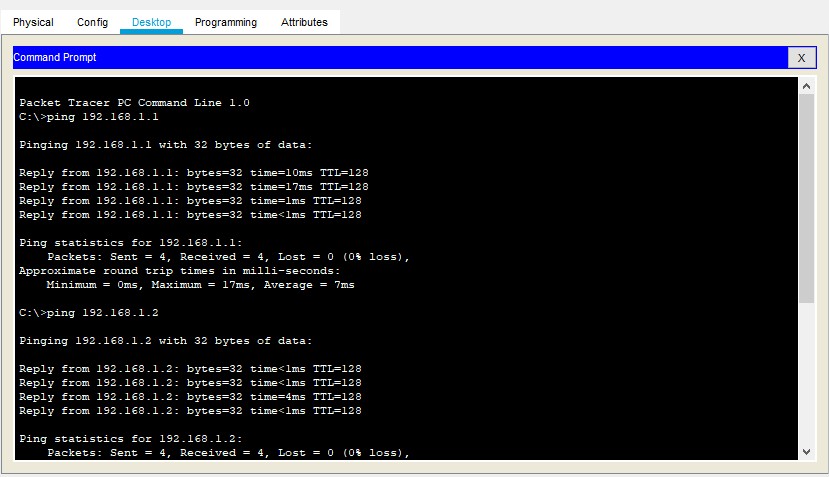 Physical Config Desktop Programming Attributes
Command Prompt X
Packet Tracer PC Command Line 1.0
C:\>ping 192.168.1.1
Pinging 192.168.1.1 with 32 bytes of data:
Reply from 192.168.1.1: bytes=32 time=10ms TTL=128
Reply from 192.168.1.1: bytes=32 time=17ms TTL=128
Reply from 192.168.1.1: bytes=32 time=1ms TTL=128
Reply from 192.168.1.1: bytes=32 time<1ms TTL=128
Ping statistics for 192.168.1.1:
Packets: Sent = 4, Received = 4, Lost = 0 (0% loss),
Approximate round trip times in milli-seconds:
Minimum = 0ms, Maximum = 17ms, Average = 7ms
C:\>ping 192.168.1.2
Pinging 192.168.1.2 with 32 bytes of data:
Reply from 192.168.1.2: bytes=32 time<1ms TTL=128
Reply from 192.168.1.2: bytes=32 time<1ms TTL=128
Reply from 192.168.1.2: bytes=32 time=4ms TTL=128
Reply from 192.168.1.2: bytes=32 time<1ms TTL=128
Ping statistics for 192.168.1.2:
Packets: Sent = 4, Received = 4, Lost = 0 (0% loss),